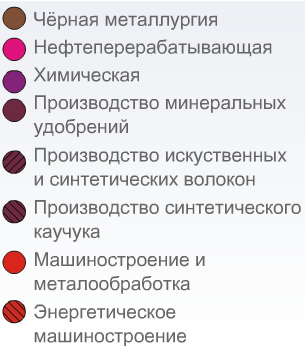 Чёрная металлургия
Нефтеперерабатывающая
Химическая
Производство минеральных
удобрений
Производство искуственных
и синтетических волокон
Производство синтетического
каучука
Машиностроение и
металообработка
Энергетическое
машиностроение